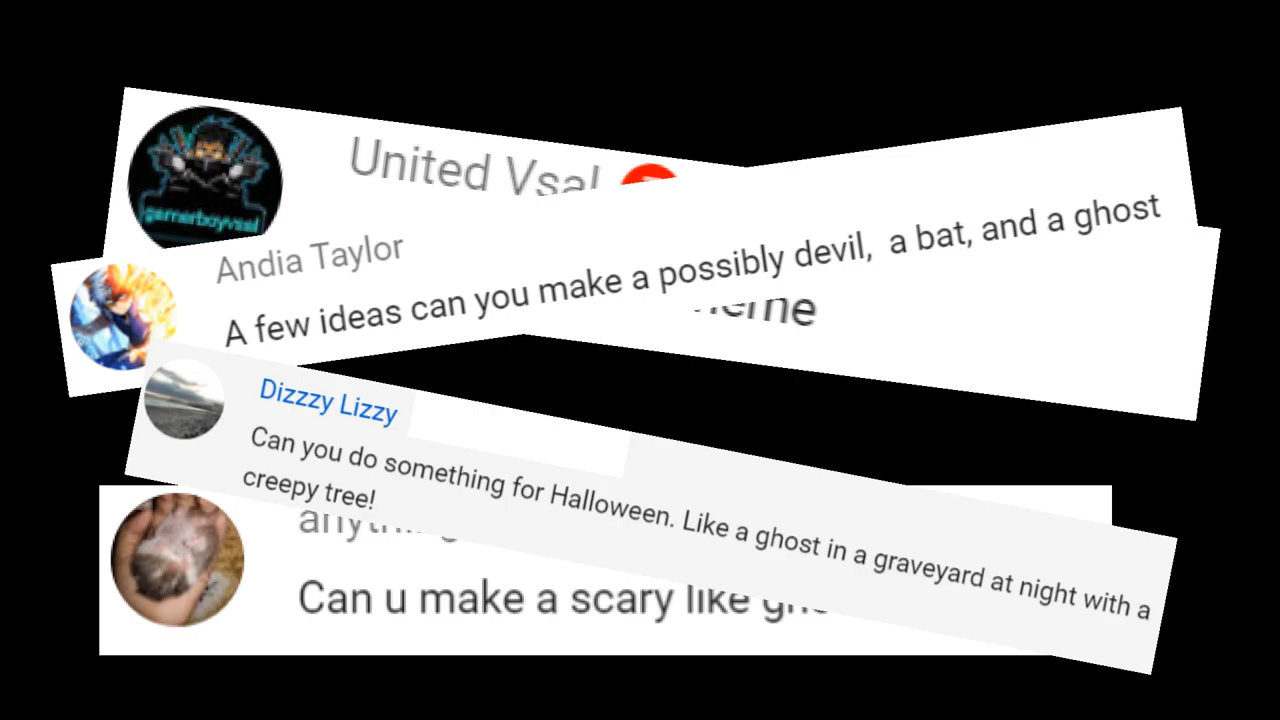 United Vsal
gamerboyvsal
Andia Taylor
A few ideas can you make a possibly devil,  a bat, and a ghost
Dizzzy Lizzy
Can you do something for Halloween. Like a ghost in a graveyard at night with a
creepy tree!
Can u make a scary like